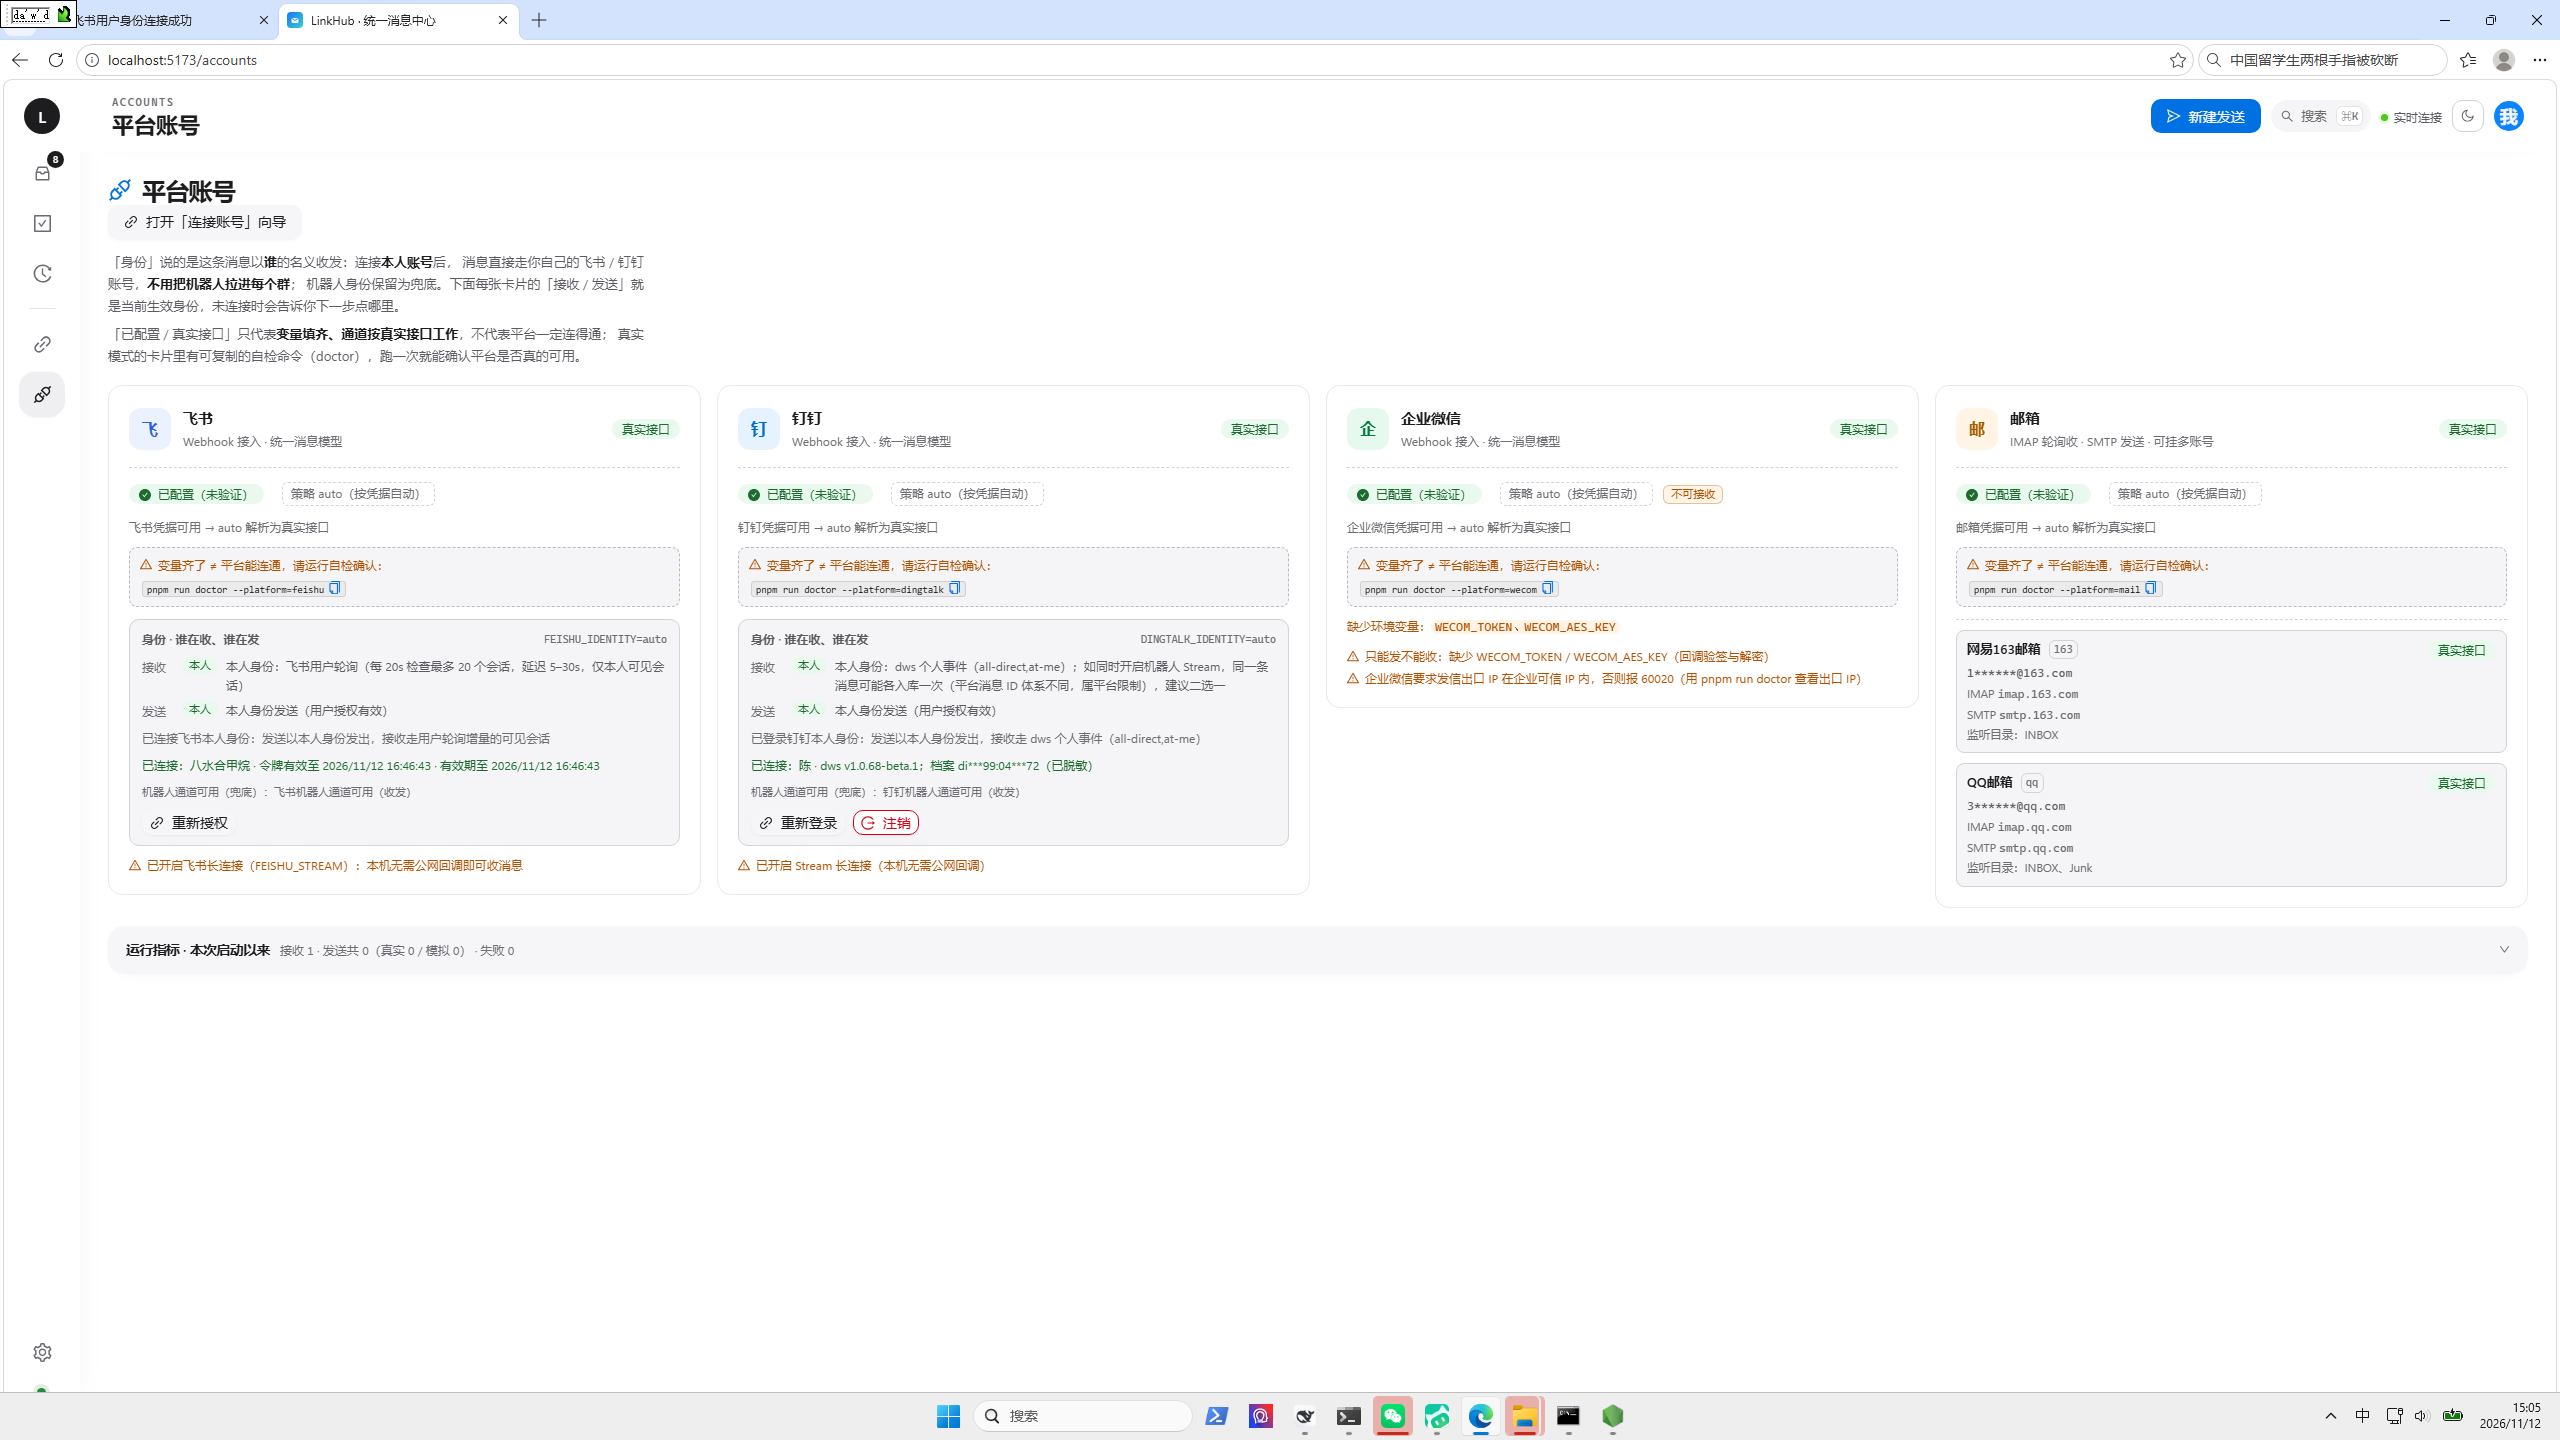 da'w'd
飞书用户身份连接成功
LinkHub · 统一消息中心
localhost:5173/accounts
中国留学生两根手指被砍断
L
ACCOUNTS
平台账号
新建发送
搜索 ⌘K
实时连接
我
8
平台账号
打开「连接账号」向导
「身份」说的是这条消息以谁的名义收发：连接本人账号后， 消息直接走你自己的飞书 / 钉钉
账号，不用把机器人拉进每个群； 机器人身份保留为兜底。下面每张卡片的「接收 / 发送」就
是当前生效身份，未连接时会告诉你下一步点哪里。
「已配置 / 真实接口」只代表变量填齐、通道按真实接口工作，不代表平台一定连得通； 真实
模式的卡片里有可复制的自检命令（doctor），跑一次就能确认平台是否真的可用。
飞
飞书
Webhook 接入 · 统一消息模型
真实接口
已配置（未验证）
策略 auto（按凭据自动）
飞书凭据可用 → auto 解析为真实接口
变量齐了 ≠ 平台能连通，请运行自检确认：
pnpm run doctor --platform=feishu
身份 · 谁在收、谁在发
FEISHU_IDENTITY=auto
接收 本人 本人身份：飞书用户轮询（每 20s 检查最多 20 个会话，延迟 5–30s，仅本人可见会
话）
发送 本人 本人身份发送（用户授权有效）
已连接飞书本人身份：发送以本人身份发出，接收走用户轮询增量的可见会话
已连接：八水合甲烷 · 令牌有效至 2026/11/12 16:46:43 · 有效期至 2026/11/12 16:46:43
机器人通道可用（兜底）：飞书机器人通道可用（收发）
重新授权
已开启飞书长连接（FEISHU_STREAM）：本机无需公网回调即可收消息
钉
钉钉
Webhook 接入 · 统一消息模型
真实接口
已配置（未验证）
策略 auto（按凭据自动）
钉钉凭据可用 → auto 解析为真实接口
变量齐了 ≠ 平台能连通，请运行自检确认：
pnpm run doctor --platform=dingtalk
身份 · 谁在收、谁在发
DINGTALK_IDENTITY=auto
接收 本人 本人身份：dws 个人事件（all-direct,at-me）；如同时开启机器人 Stream，同一条
消息可能各入库一次（平台消息 ID 体系不同，属平台限制），建议二选一
发送 本人 本人身份发送（用户授权有效）
已登录钉钉本人身份：发送以本人身份发出，接收走 dws 个人事件（all-direct,at-me）
已连接：陈 · dws v1.0.68-beta.1；档案 di***99:04***72（已脱敏）
机器人通道可用（兜底）：钉钉机器人通道可用（收发）
重新登录
注销
已开启 Stream 长连接（本机无需公网回调）
企
企业微信
Webhook 接入 · 统一消息模型
真实接口
已配置（未验证）
策略 auto（按凭据自动）
不可接收
企业微信凭据可用 → auto 解析为真实接口
变量齐了 ≠ 平台能连通，请运行自检确认：
pnpm run doctor --platform=wecom
缺少环境变量：WECOM_TOKEN、WECOM_AES_KEY
只能发不能收：缺少 WECOM_TOKEN / WECOM_AES_KEY（回调验签与解密）
企业微信要求发信出口 IP 在企业可信 IP 内，否则报 60020（用 pnpm run doctor 查看出口 IP）
邮
邮箱
IMAP 轮询收 · SMTP 发送 · 可挂多账号
真实接口
已配置（未验证）
策略 auto（按凭据自动）
邮箱凭据可用 → auto 解析为真实接口
变量齐了 ≠ 平台能连通，请运行自检确认：
pnpm run doctor --platform=mail
网易163邮箱 163
真实接口
1******@163.com
IMAP imap.163.com
SMTP smtp.163.com
监听目录：INBOX
QQ邮箱 qq
真实接口
3******@qq.com
IMAP imap.qq.com
SMTP smtp.qq.com
监听目录：INBOX、Junk
运行指标 · 本次启动以来 接收 1 · 发送共 0（真实 0 / 模拟 0） · 失败 0
搜索
中
15:05
2026/11/12